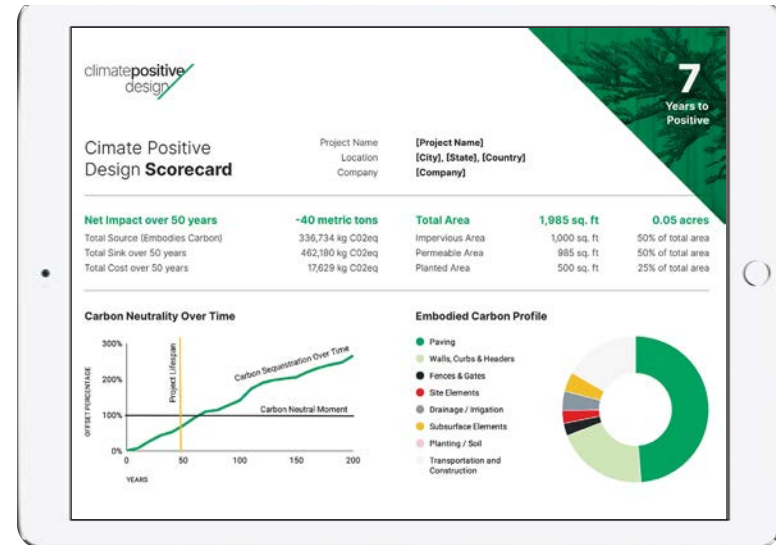 climatepositive
design
7
Years to
Positive
Cimate Positive
Design Scorecard
Project Name
Location
Company
[Project Name]
[City], [State], [Country]
[Company]
Net Impact over 50 years -40 metric tons
Total Source (Embodies Carbon) 336,734 kg C02eq
Total Sink over 50 years 462,180 kg C02eq
Total Cost over 50 years 17,629 kg C02eq
Total Area 1,985 sq. ft 0.05 acres
Impervious Area 1,000 sq. ft 50% of total area
Permeable Area 985 sq. ft 50% of total area
Planted Area 500 sq. ft 25% of total area
Carbon Neutrality Over Time
300%
200%
100%
0%
OFFSET PERCENTAGE
Project Lifespan
Carbon Sequestration Over Time
Carbon Neutral Moment
0 50 100 150 200
YEARS
Embodied Carbon Profile
Paving
Walls, Curbs & Headers
Fences & Gates
Site Elements
Drainage / Irrigation
Subsurface Elements
Planting / Soil
Transportation and
Construction